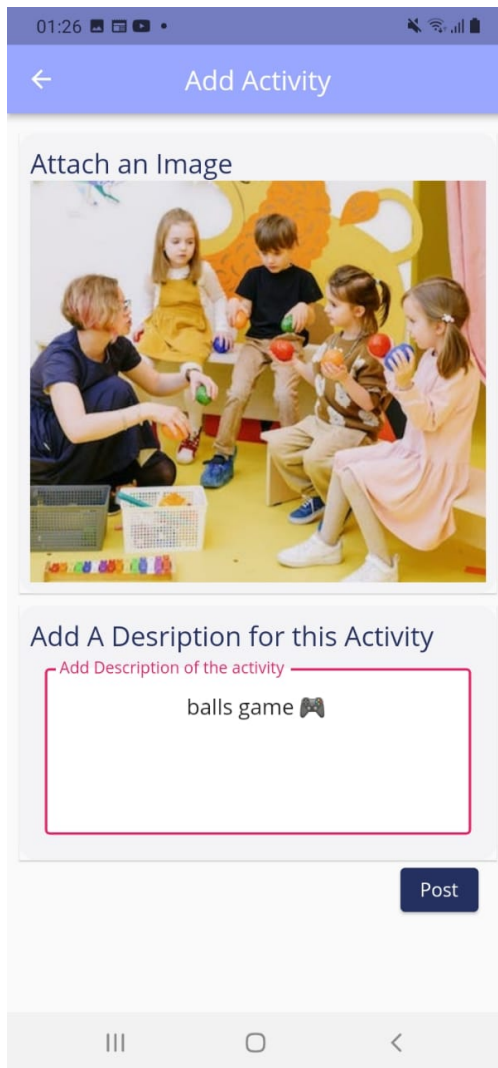 01:26
Add Activity
Attach an Image
Add A Desription for this Activity
Add Description of the activity
balls game 🎮
Post